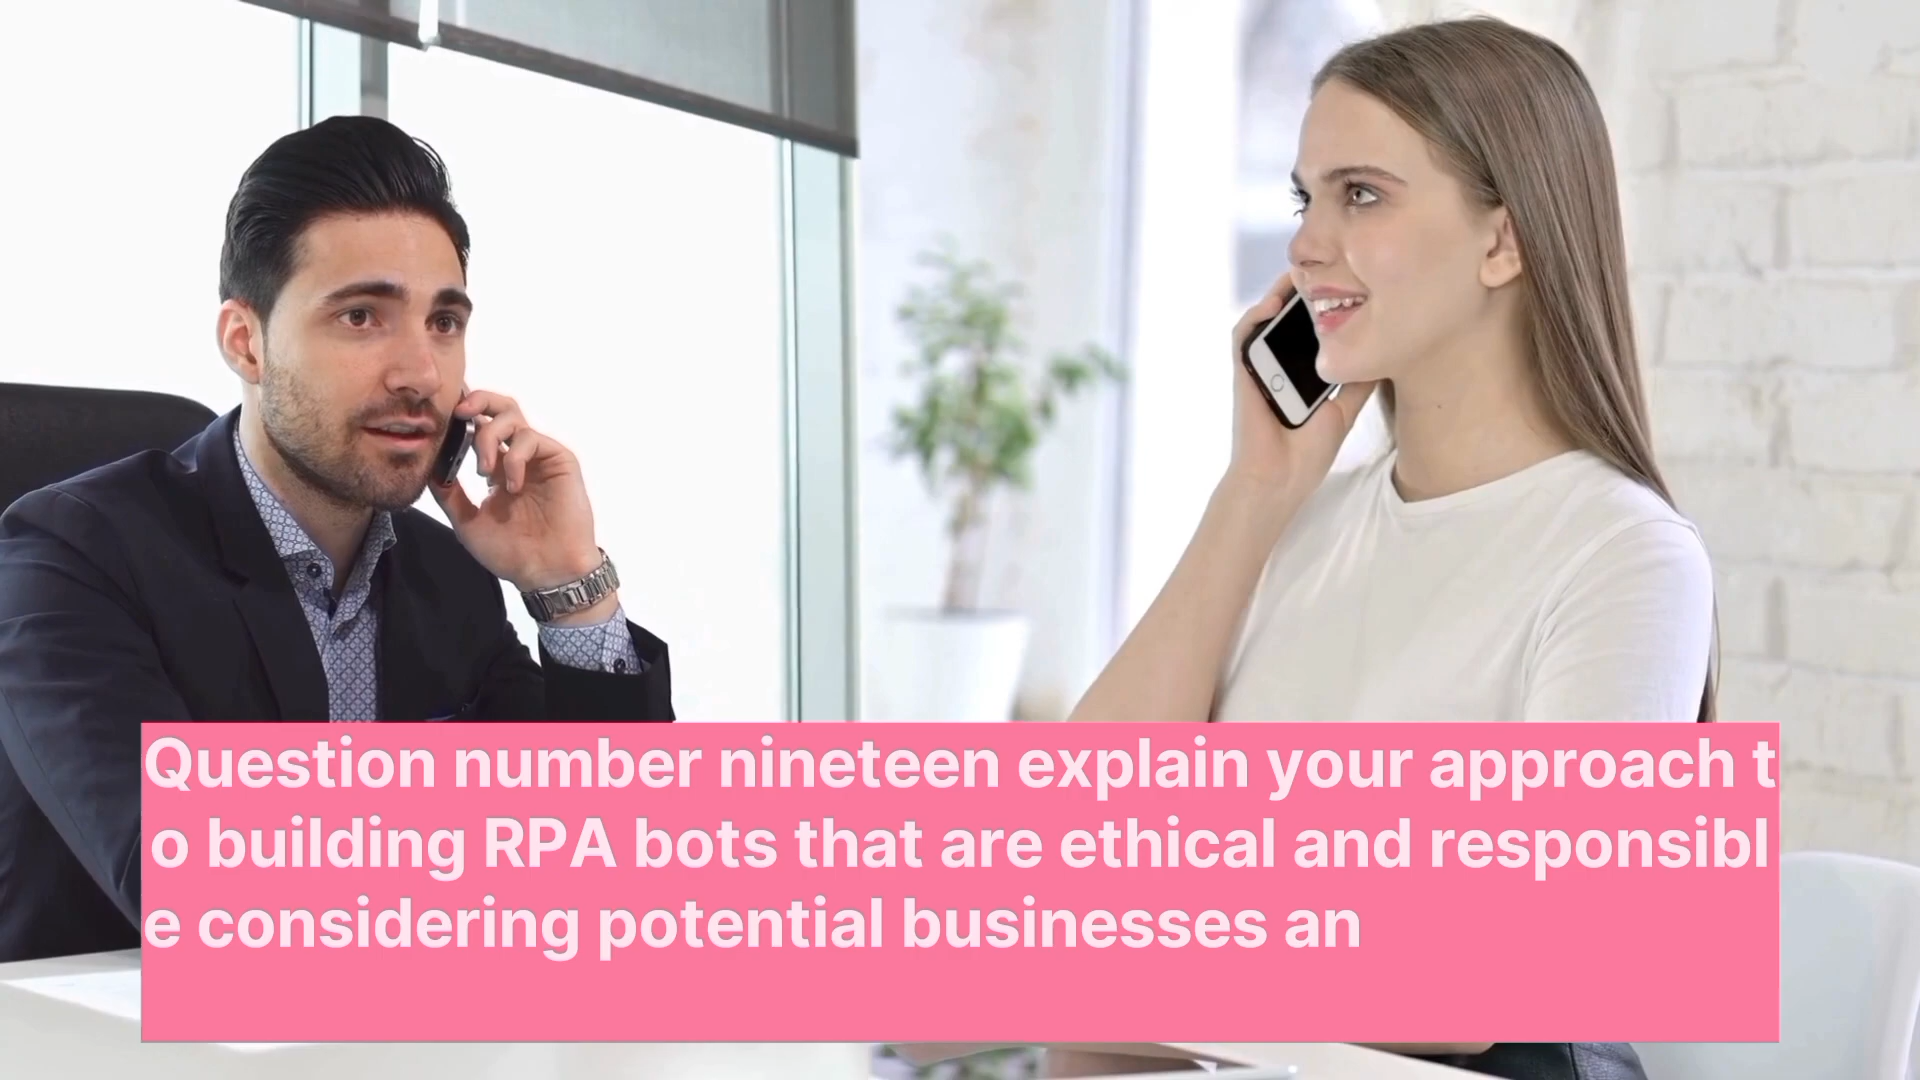 Question number nineteen explain your approach t
o building RPA bots that are ethical and responsibl
e considering potential businesses an